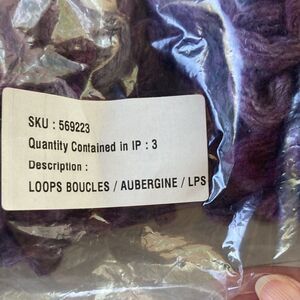 SKU : 569223
Quantity Contained in IP : 3
Description :
LOOPS BOUCLES / AUBERGINE / LPS